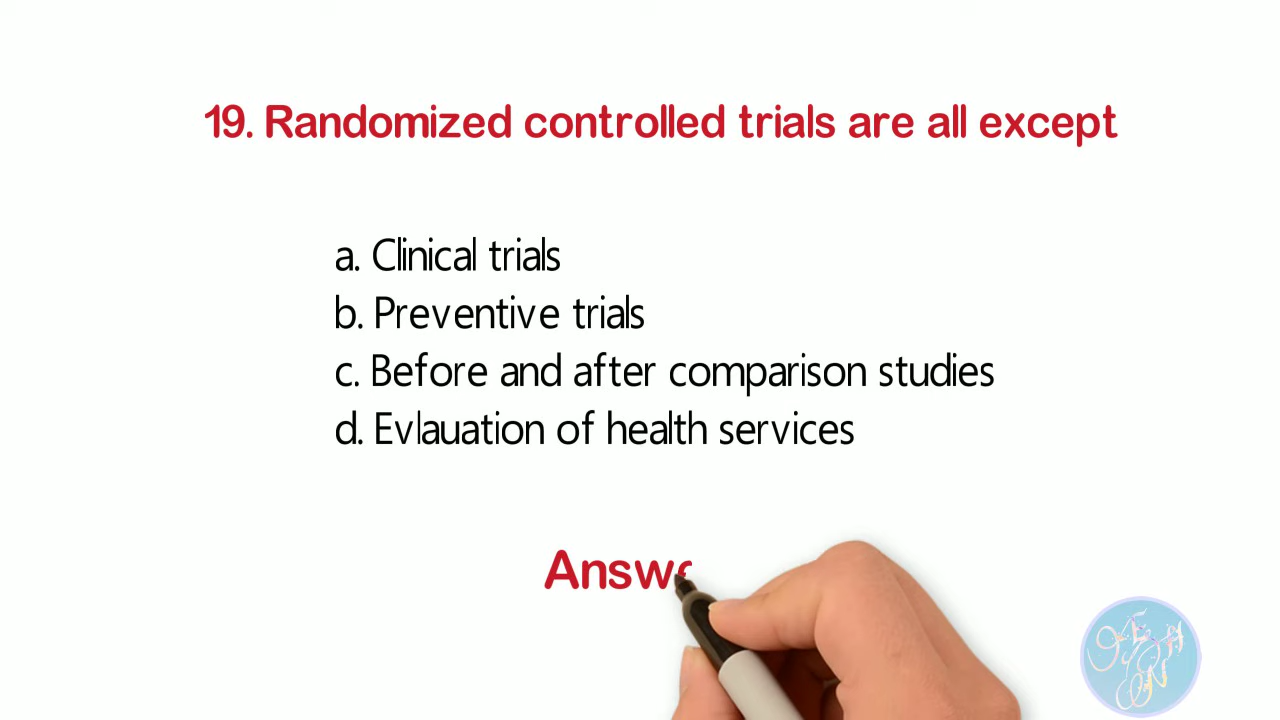 19. Randomized controlled trials are all except
a. Clinical trials
b. Preventive trials
c. Before and after comparison studies
d. Evlauation of health services
Answe